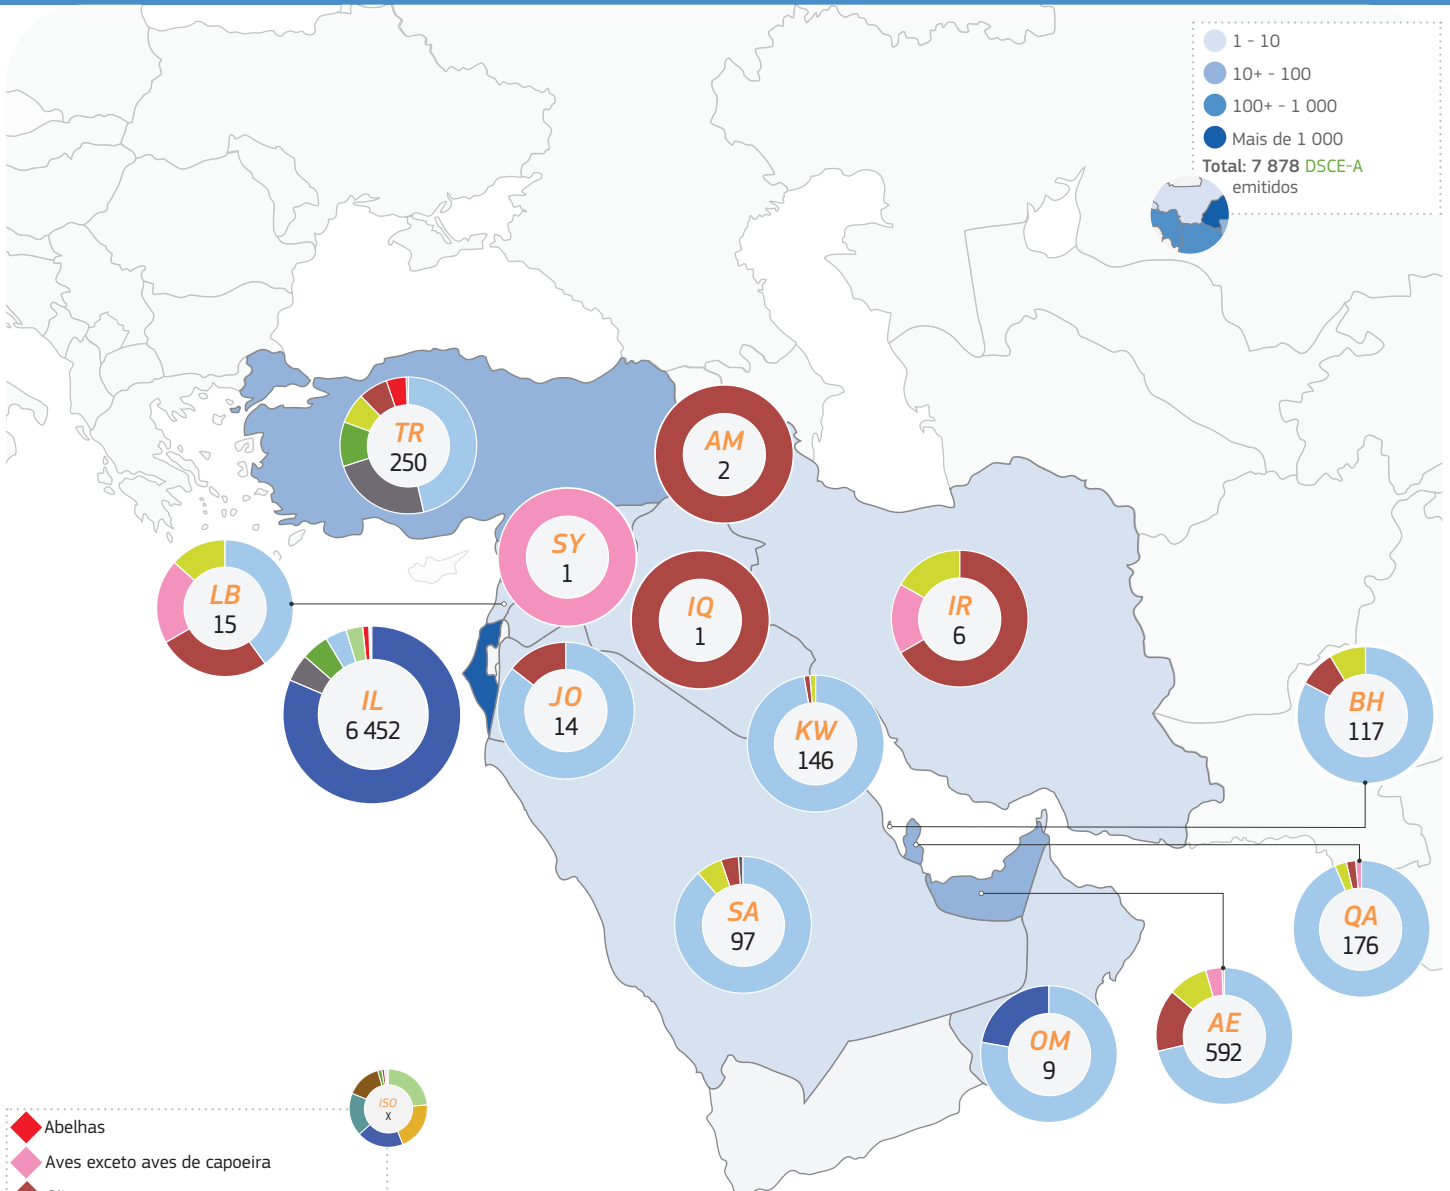 1 - 10
10+ - 100
100+ - 1 000
Mais de 1 000
Total: 7 878 DSCE-A
emitidos
TR
250
AM
2
SY
1
LB
15
IQ
1
IR
6
IL
6 452
JO
14
KW
146
BH
117
SA
97
QA
176
OM
9
AE
592
ISO
x
Abelhas
Aves exceto aves de capoeira